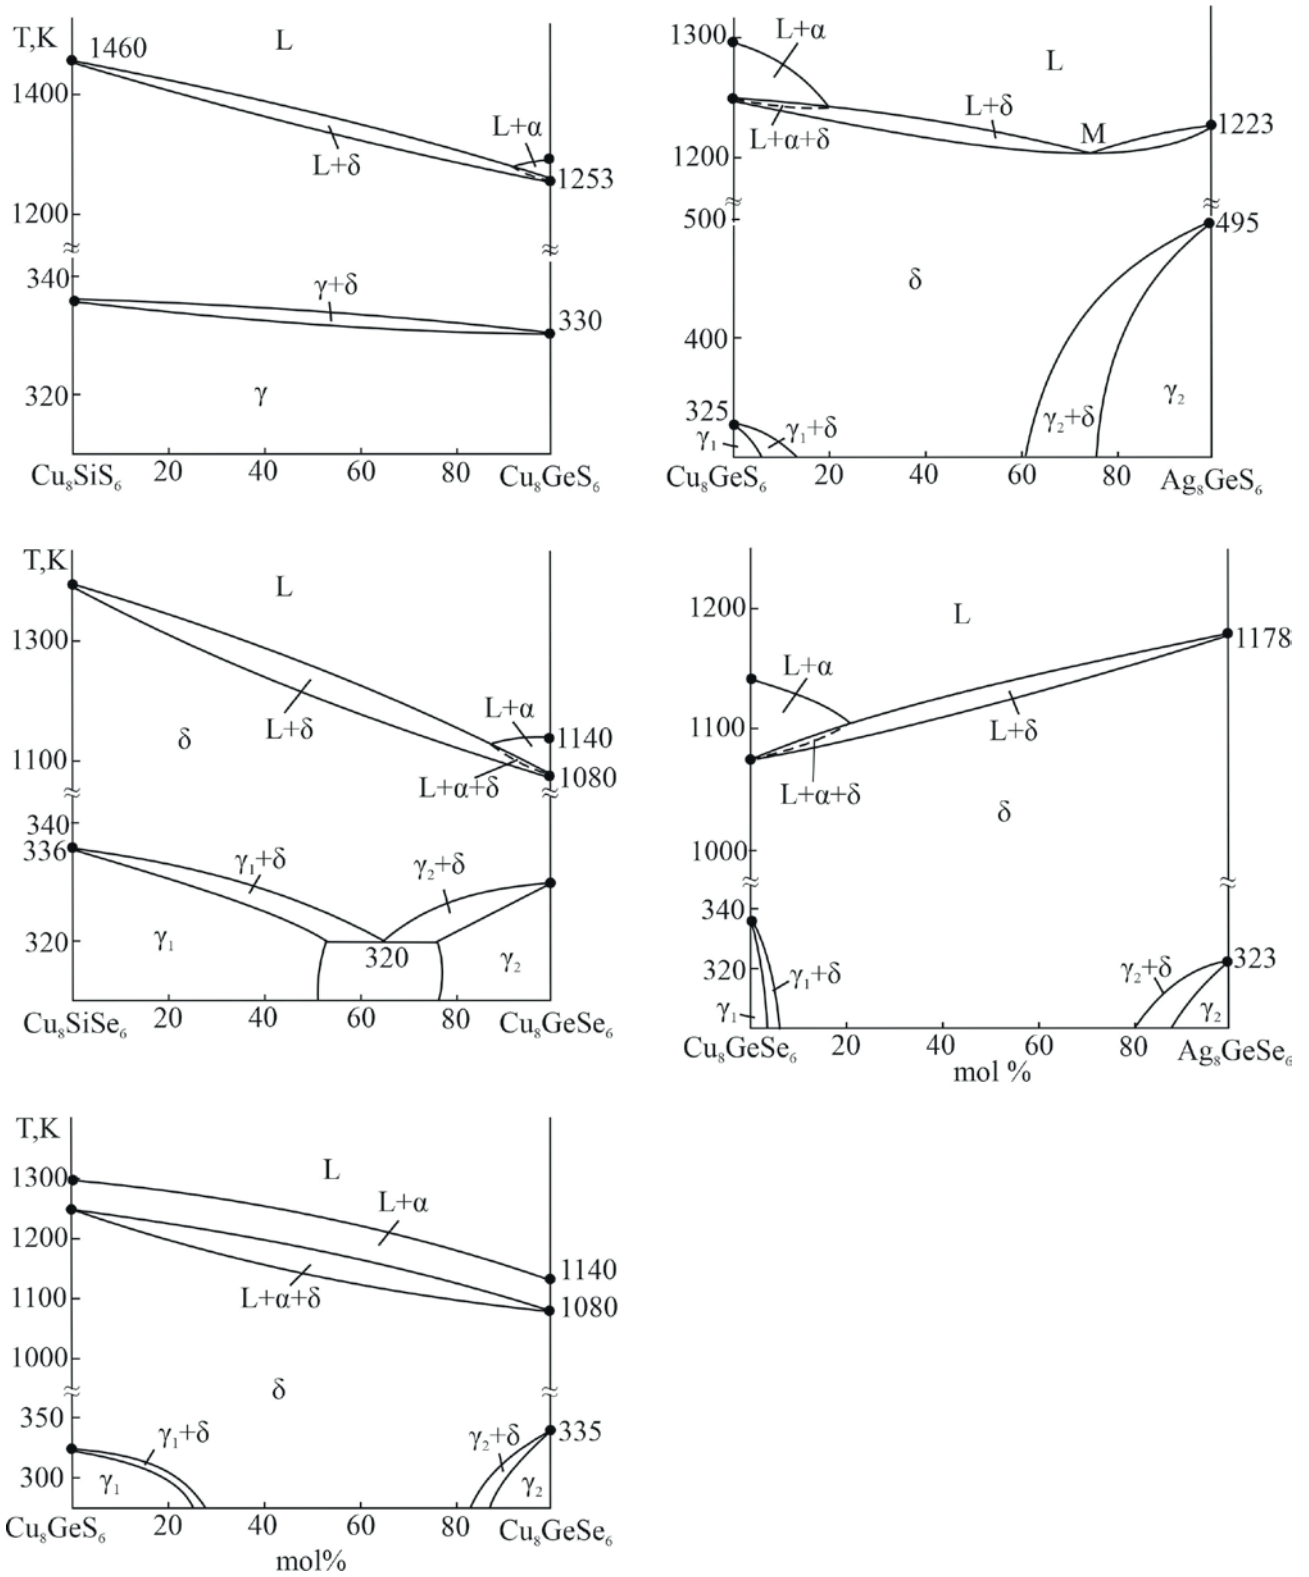 T,K
1460
L
1400
L+α
L+δ
1253
1200
340
γ+δ
330
320
γ
20 40 60 80
Cu₈SiS₆ Cu₈GeS₆
1300
L+α
L
L+δ
L+α+δ
M
1223
1200
500
495
δ
400
325
γ₁
γ₁+δ
γ₂+δ
γ₂
20 40 60 80
Cu₈GeS₆ Ag₈GeS₆
T,K
L
1300
L+δ
δ
L+α
1140
1100
1080
L+α+δ
340
336
γ₁+δ
γ₂+δ
γ₁
320
320
γ₂
20 40 60 80
Cu₈SiSe₆ Cu₈GeSe₆
1200
L
1178
L+α
1100
L+δ
L+α+δ
δ
1000
340
320
γ₁+δ
γ₂+δ
323
γ₁
γ₂
20 40 60 80
Cu₈GeSe₆ Ag₈GeSe₆
mol %
T,K
1300
L
L+α
1200
1140
L+α+δ
1100
1080
1000
δ
350
γ₁+δ
γ₂+δ
335
300
γ₁
γ₂
20 40 60 80
Cu₈GeS₆ Cu₈GeSe₆
mol%